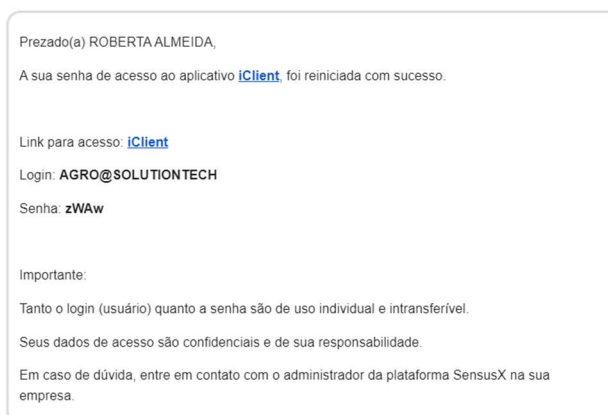 Prezado(a) ROBERTA ALMEIDA,
A sua senha de acesso ao aplicativo iClient, foi reiniciada com sucesso.
Link para acesso: iClient
Login: AGRO@SOLUTIONTECH
Senha: zWAw
Importante:
Tanto o login (usuário) quanto a senha são de uso individual e intransferível.
Seus dados de acesso são confidenciais e de sua responsabilidade.
Em caso de dúvida, entre em contato com o administrador da plataforma SensusX na sua
empresa.